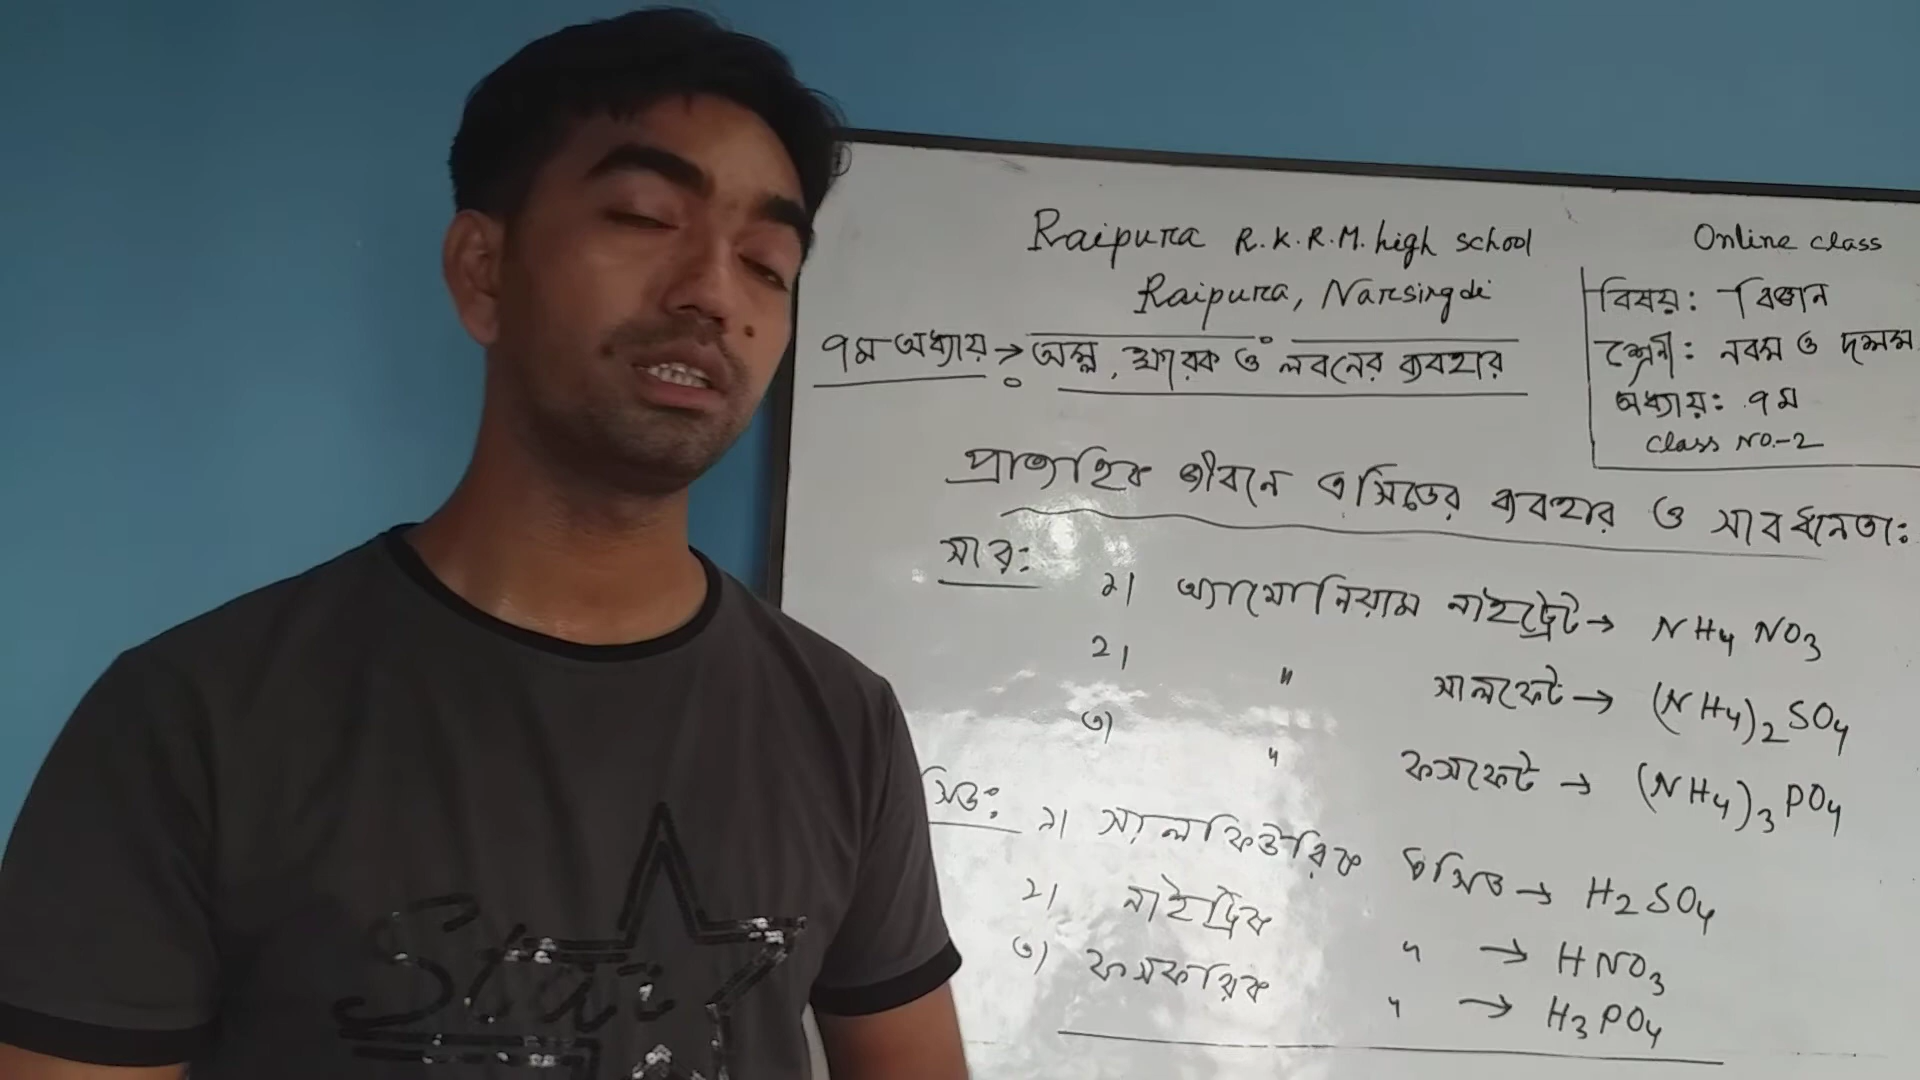 Raipura R.K.R.M. high school
Raipura, Narsingdi
Online class
বিষয়: বিজ্ঞান
শ্রেনী: নবম ও দশম
অধ্যায়: ৭ম
Class NO.-2
৭ম অধ্যায় → অম্ল, ক্ষারক ও লবনের ব্যবহার
প্রাত্যহিক জীবনে এসিডের ব্যবহার ও সাবধানতা:
সার:
১। অ্যামোনিয়াম নাইট্রেট → NH4 NO3
২। " সালফেট → (NH4)2 SO4
৩) " ফসফেট → (NH4)3 PO4
সিড:
১। সালফিউরিক এসিড → H2SO4
২। নাইট্রিক " → HNO3
৩) ফসফরিক " → H3PO4
Star